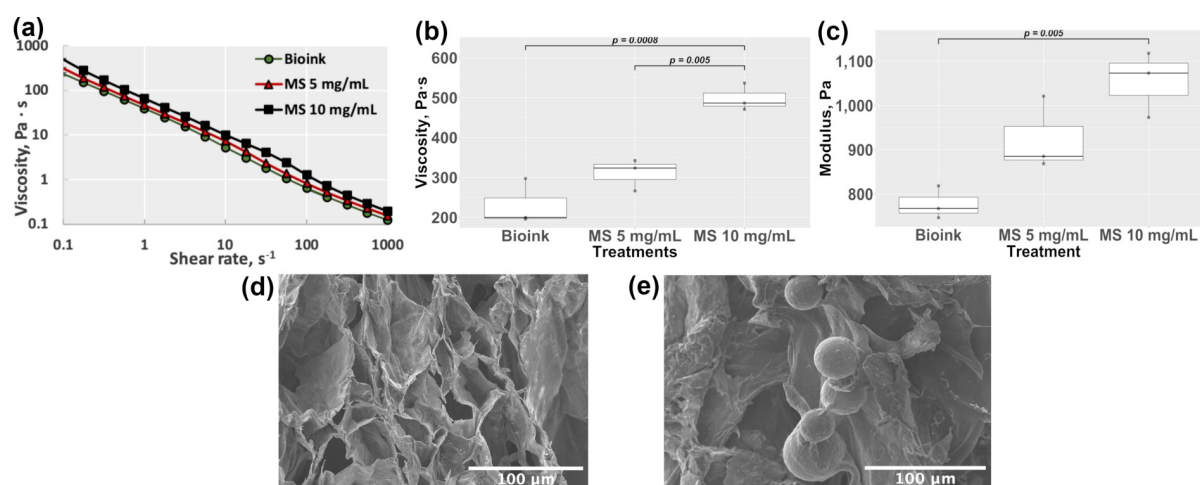 (a)
1000
100
10
1
0.1
Viscosity, Pa · s
0.1 1 10 100 1000
Shear rate, s⁻¹
Bioink
MS 5 mg/mL
MS 10 mg/mL
(b)
p = 0.0008
p = 0.005
600
500
400
300
200
Viscosity, Pa·s
Bioink MS 5 mg/mL MS 10 mg/mL
Treatments
(c)
p = 0.005
1,100
1,000
900
800
Modulus, Pa
Bioink MS 5 mg/mL MS 10 mg/mL
Treatment
(d)
100 µm
(e)
100 µm